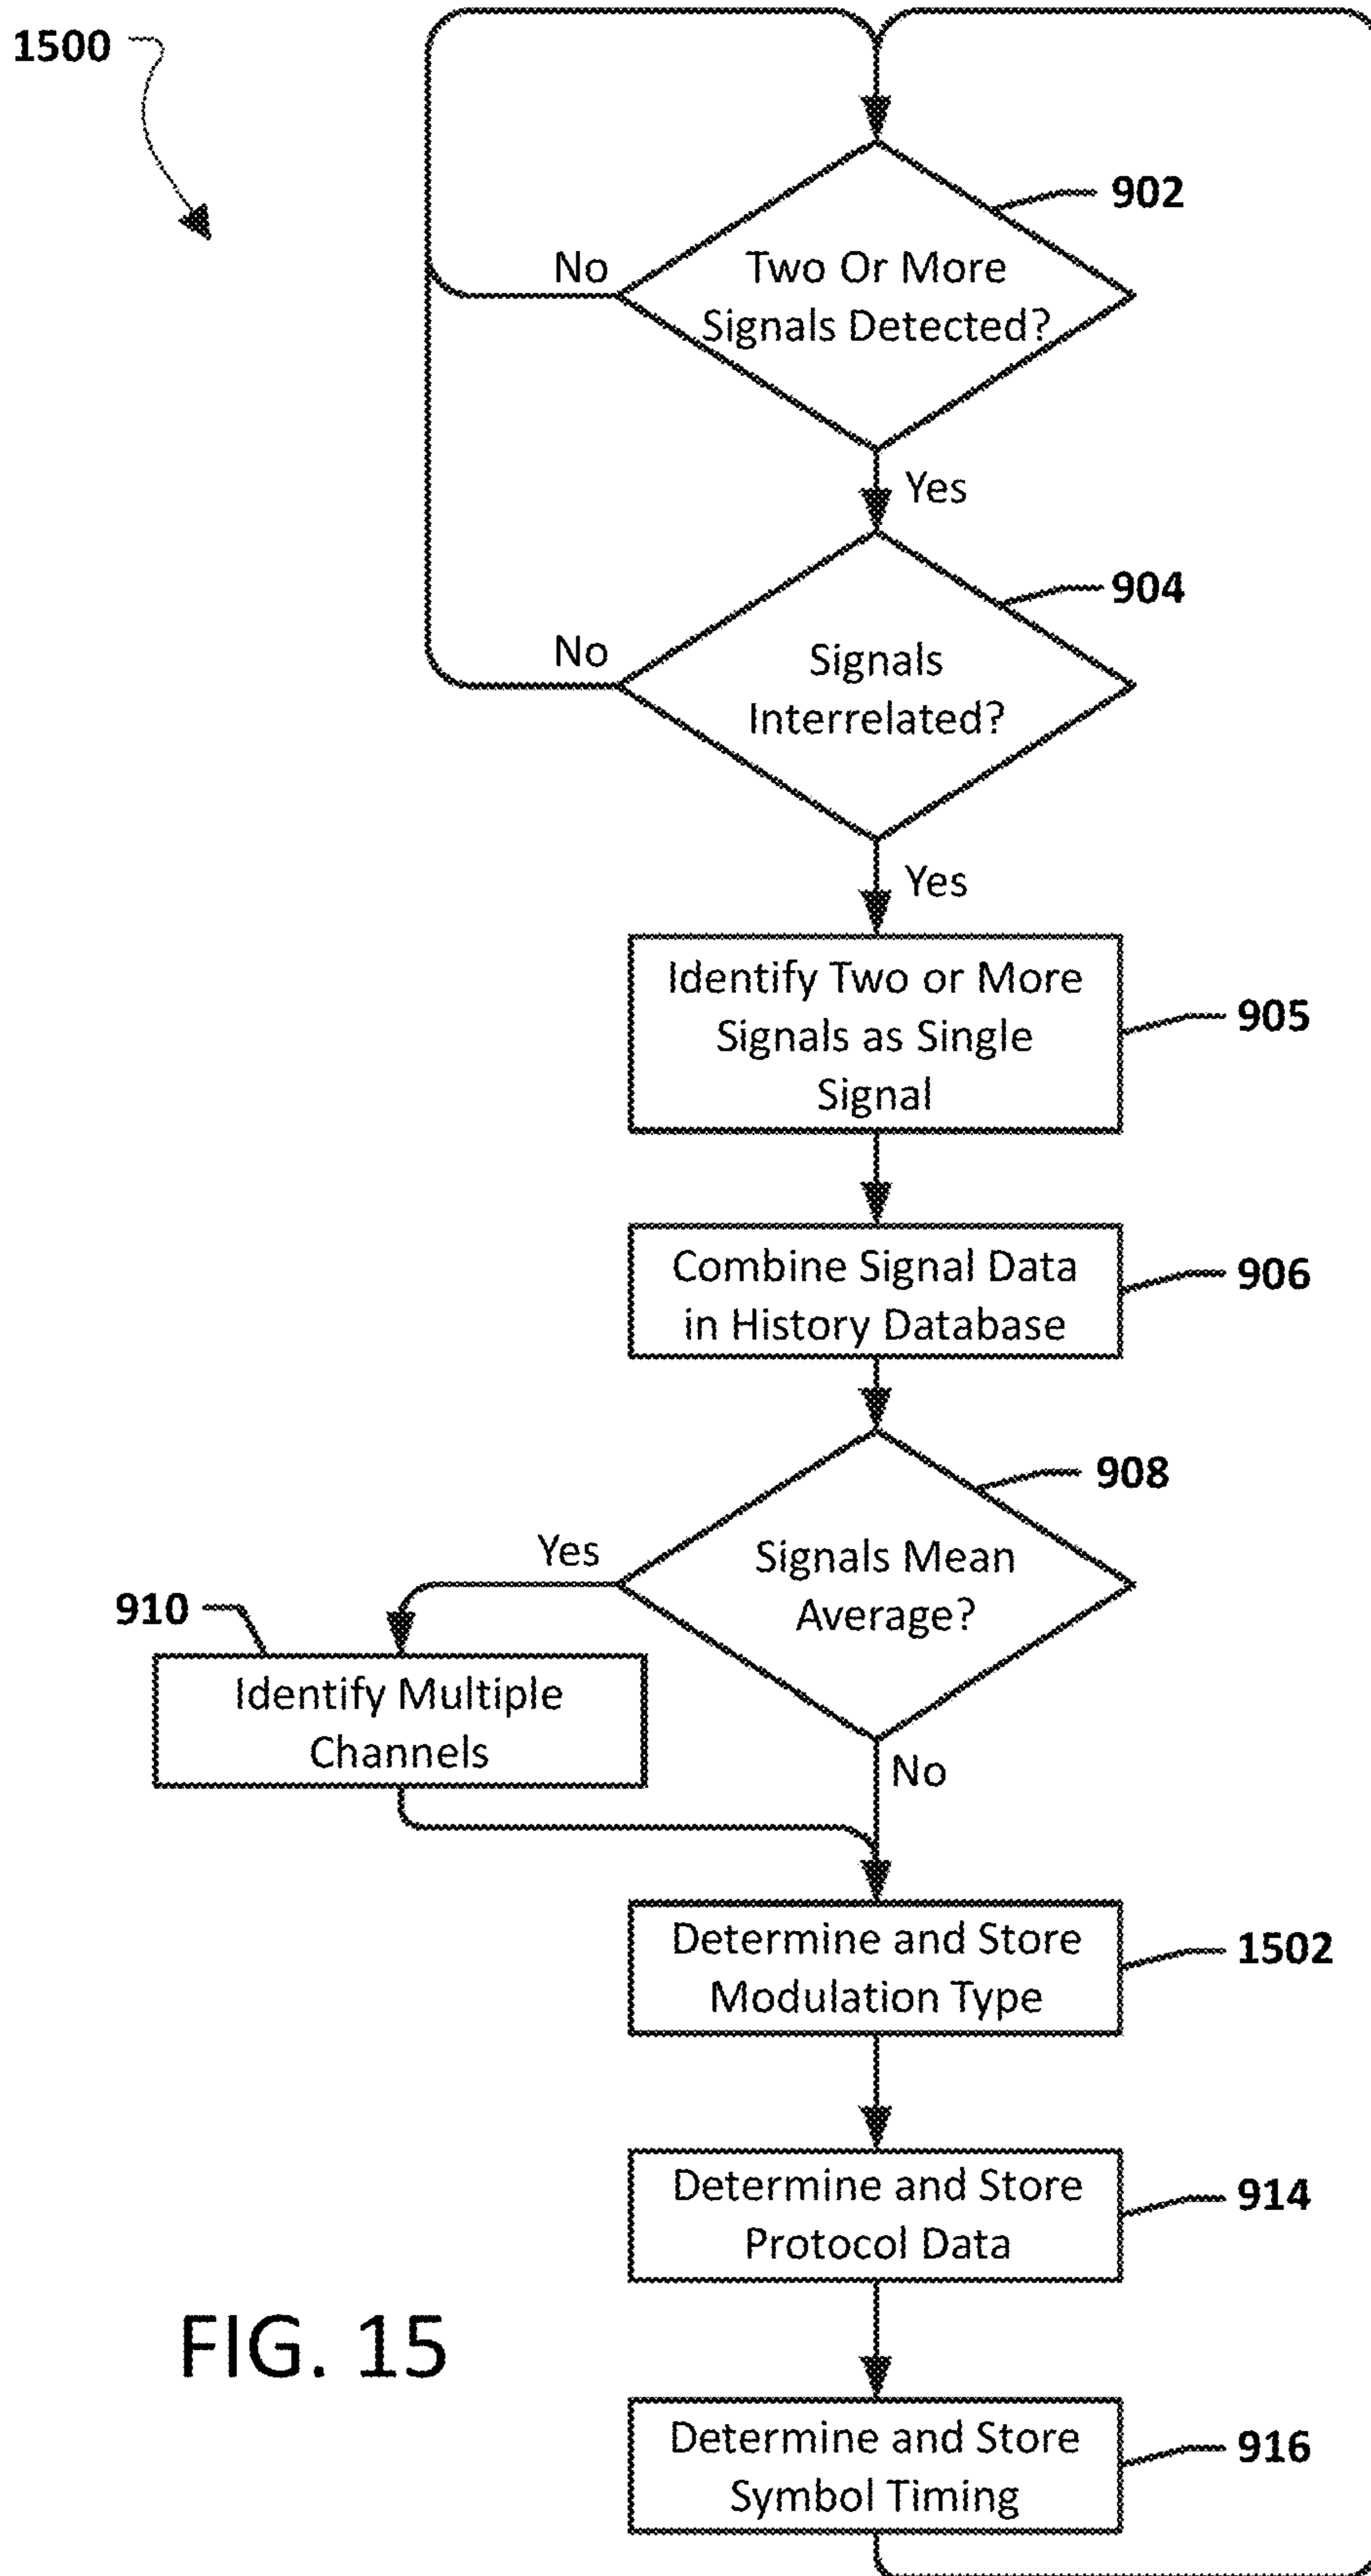 1500
902
No
Two Or More
Signals Detected?
Yes
904
No
Signals
Interrelated?
Yes
Identify Two or More
Signals as Single
Signal
905
Combine Signal Data
in History Database
906
908
Yes
Signals Mean
Average?
910
Identify Multiple
Channels
No
Determine and Store
Modulation Type
1502
Determine and Store
Protocol Data
914
FIG. 15
Determine and Store
Symbol Timing
916